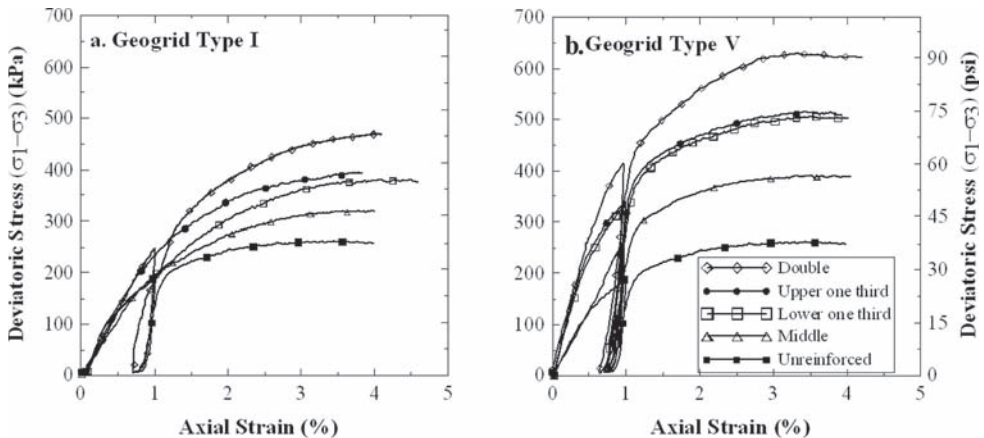 a. Geogrid Type I
700
600
500
400
300
200
100
0
Deviatoric Stress (σ1−σ3) (kPa)
0 1 2 3 4 5
Axial Strain (%)
b. Geogrid Type V
700
600
500
400
300
200
100
0
90
75
60
45
30
15
0
Deviatoric Stress (σ1−σ3) (psi)
Double
Upper one third
Lower one third
Middle
Unreinforced
0 1 2 3 4 5
Axial Strain (%)